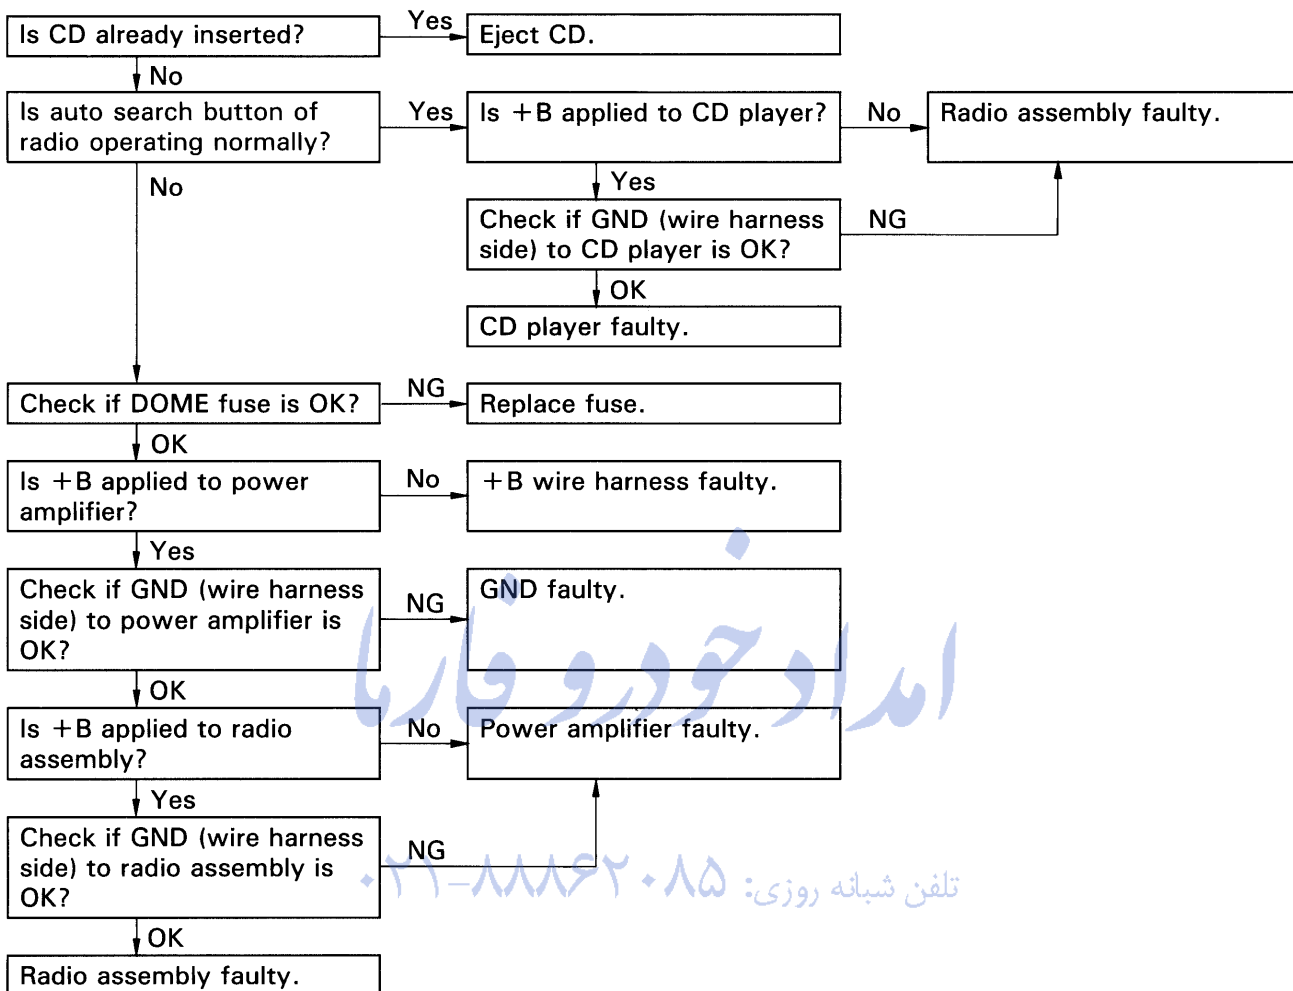 Is CD already inserted?
Yes
Eject CD.
No
Is auto search button of
radio operating normally?
Yes
Is +B applied to CD player?
No
Radio assembly faulty.
No
Yes
Check if GND (wire harness
side) to CD player is OK?
NG
OK
CD player faulty.
Check if DOME fuse is OK?
NG
Replace fuse.
OK
Is +B applied to power
amplifier?
No
+B wire harness faulty.
Yes
Check if GND (wire harness
side) to power amplifier is
OK?
NG
GND faulty.
OK
امداد خودرو فارما
Is +B applied to radio
assembly?
No
Power amplifier faulty.
Yes
Check if GND (wire harness
side) to radio assembly is
OK?
NG
تلفن شبانه روزی: ۸۸۸۶۲۰۸۵-۰۲۱
OK
Radio assembly faulty.